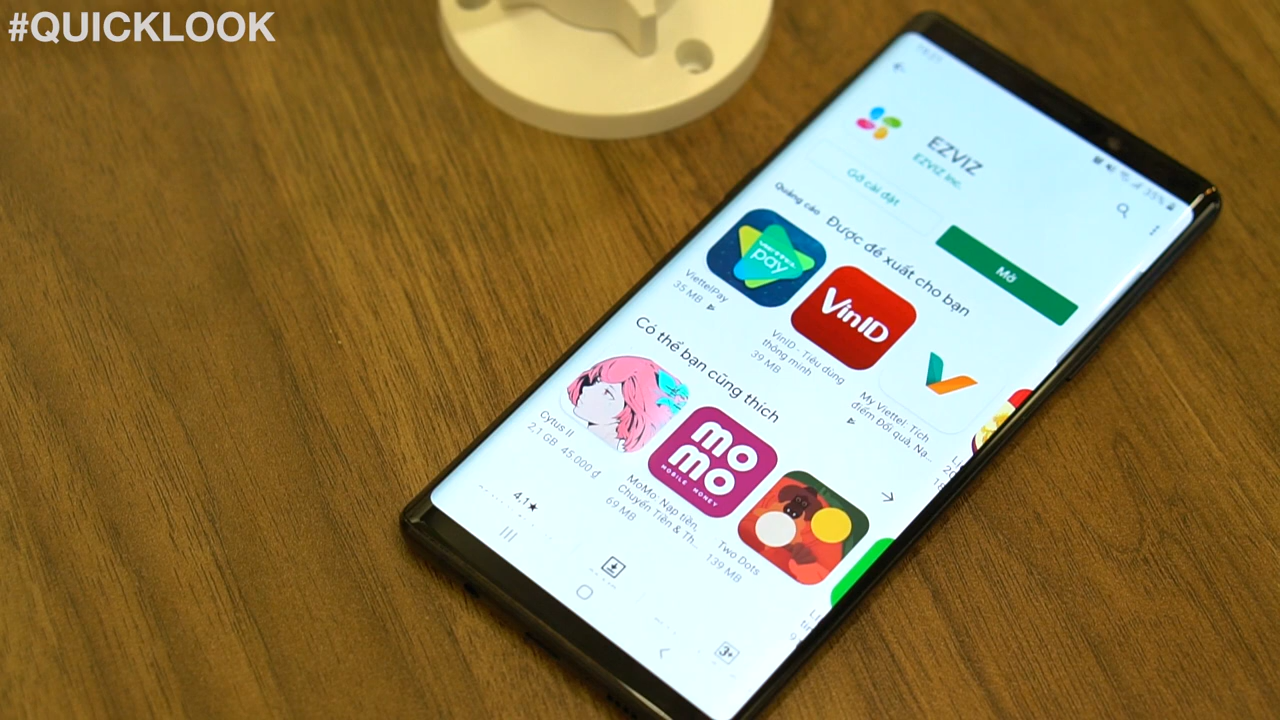 #QUICKLOOK
35%
EZVIZ
EZVIZ Inc.
Gỡ cài đặt
Mở
Quảng cáo
Được đề xuất cho bạn
VIETTEL
pay
ViettelPay
35 MB
VinID
VinID - Tiêu dùng
thông minh
39 MB
My Viettel: Tích
điểm Đổi quà, Nạ...
Có thể bạn cũng thích
Cytus II
2,1 GB 45.000 ₫
mo
mo
MOBILE MONEY
MoMo: Nạp tiền,
Chuyển Tiền & Th...
69 MB
Two Dots
139 MB
4,1★
3+